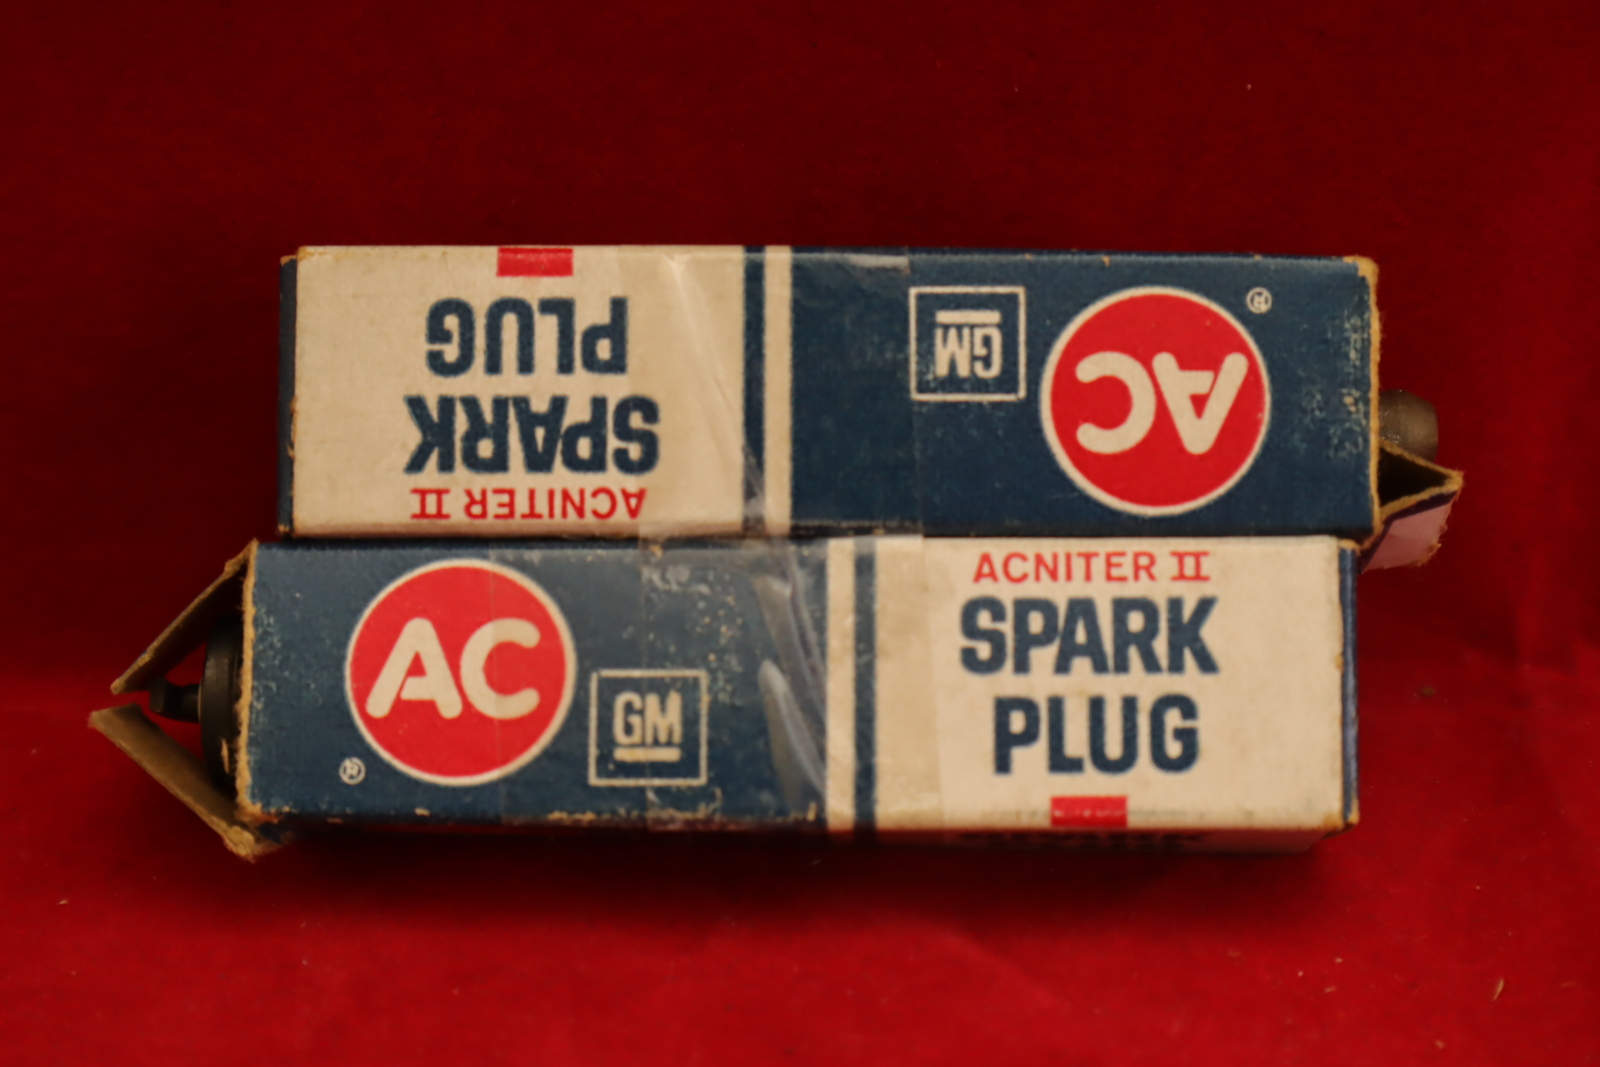 PLUG
SPARK
ACNITER II
GM
AC
®
AC
®
GM
ACNITER II
SPARK
PLUG